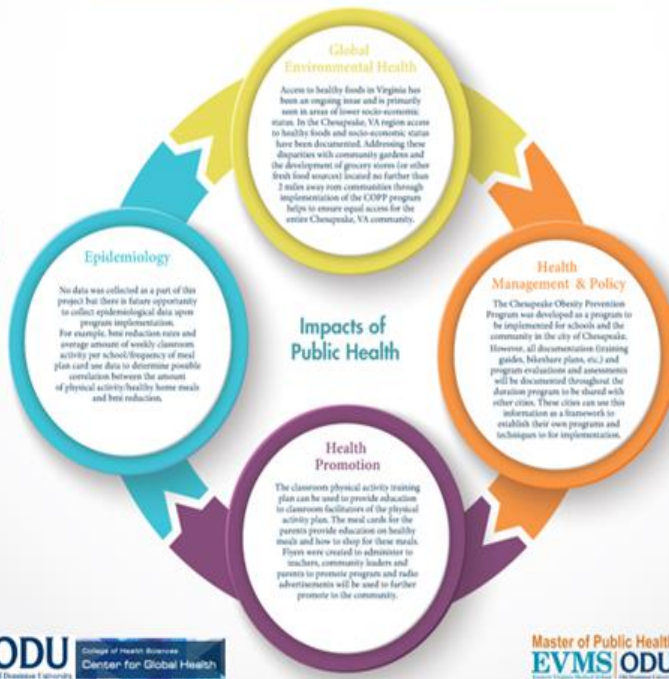 Global
Environmental Health
Access to healthy foods in Virginia has
been an ongoing issue and is primarily
seen in areas of lower socio-economic
status. In the Chesapeake, VA region access
to healthy foods and socio-economic status
have been documented. Addressing these
disparities with community gardens and
the development of grocery stores (or other
fresh food sources) located no further than
2 miles away rom communities through
implementation of the COPP program
helps to ensure equal access for the
entire Chesapeake, VA community.
Epidemiology
No data was collected as a part of this
project but there is future opportunity
to collect epidemiological data upon
program implementation.
For example, bmi reduction rates and
average amount of weekly classroom
activity per school/frequency of meal
plan card use data to determine possible
correlation between the amount
of physical activity/healthy home meals
and bmi reduction.
Impacts of
Public Health
Health
Management & Policy
The Chesapeake Obesity Prevention
Program was developed as a program to
be implemented for schools and the
community in the city of Chesapeake.
However, all documentation (training
guides, bikeshare plans, etc.) and
program evaluations and assessments
will be documented throughout the
duration program to be shared with
other cities. These cities can use this
information as a framework to
establish their own programs and
techniques to for implementation.
Health
Promotion
The classroom physical activity training
plan can be used to provide education
to classroom facilitators of the physical
activity plan. The meal cards for the
parents provide education on healthy
meals and how to shop for these meals.
Flyers were created to administer to
teachers, community leaders and
parents to promote program and radio
advertisements will be used to further
promote to the community.
ODU
Dominion University
College of Health Sciences
Center for Global Health
Master of Public Health
EVMS ODU
Eastern Virginia Medical School
Old Dominion University